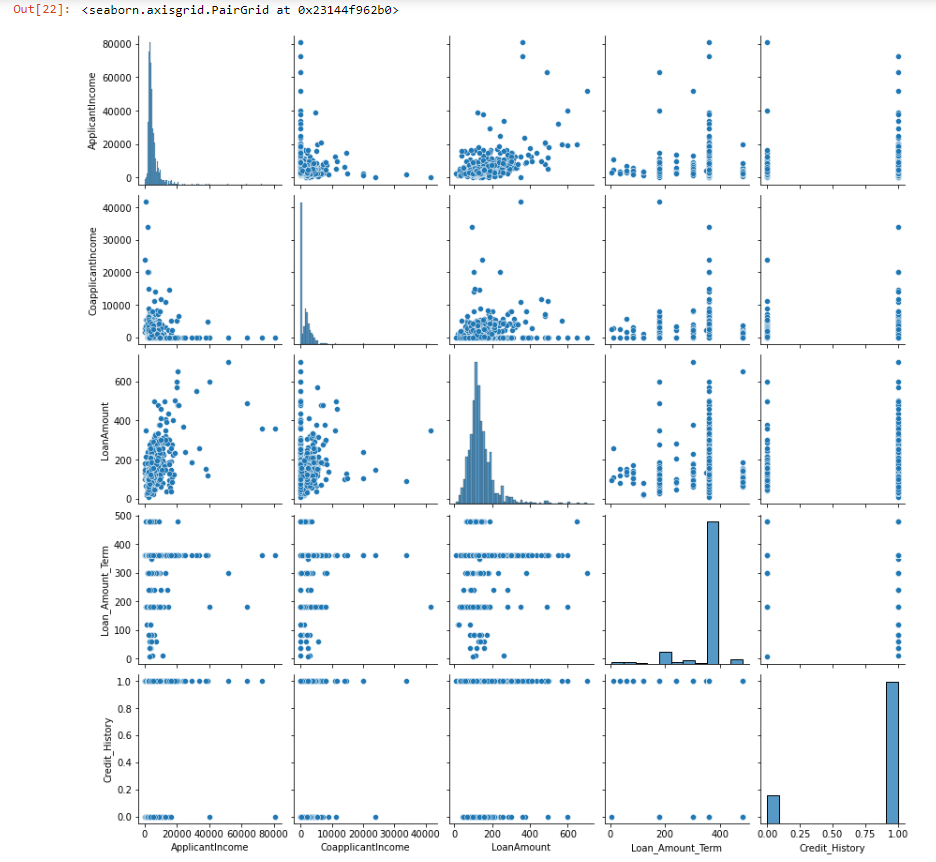 Out[22]: <seaborn.axisgrid.PairGrid at 0x23144f962b0>
80000
60000
40000
20000
0
ApplicantIncome
40000
30000
20000
10000
0
CoapplicantIncome
600
400
200
0
LoanAmount
500
400
300
200
100
0
Loan_Amount_Term
1.0
0.8
0.6
0.4
0.2
0.0
Credit_History
0 20000 40000 60000 80000
ApplicantIncome
0 10000 20000 30000 40000
CoapplicantIncome
0 200 400 600
LoanAmount
0 200 400
Loan_Amount_Term
0.00 0.25 0.50 0.75 1.00
Credit_History